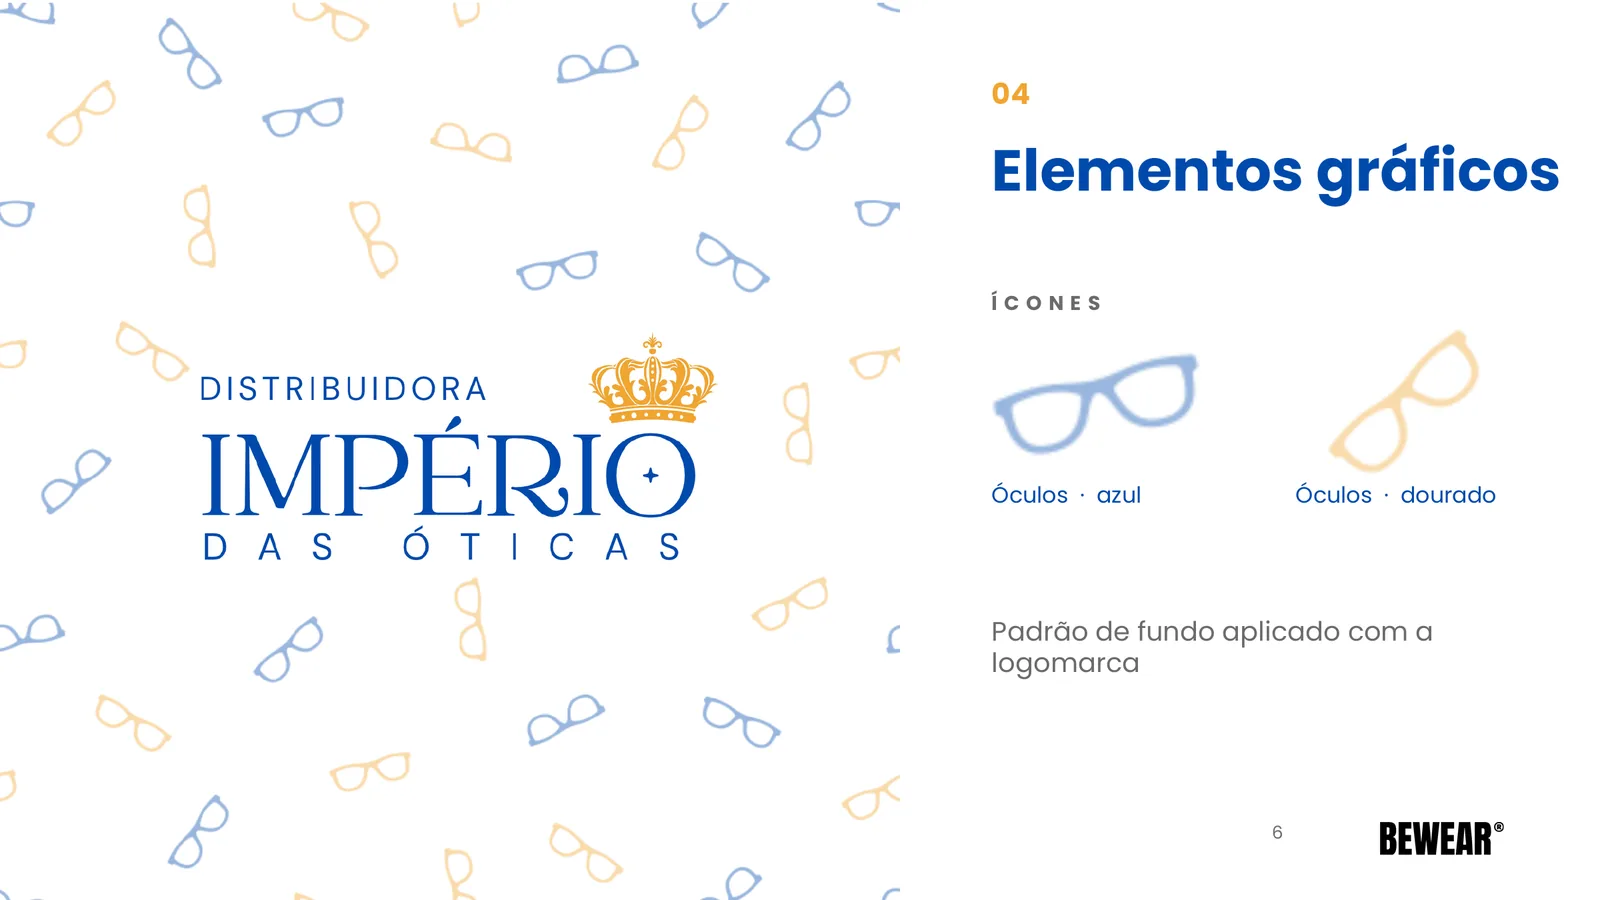 DISTRIBUIDORA
IMPÉRIO
DAS ÓTICAS
04
Elementos gráficos
ÍCONES
Óculos · azul
Óculos · dourado
Padrão de fundo aplicado com a
logomarca
6
BEWEAR®